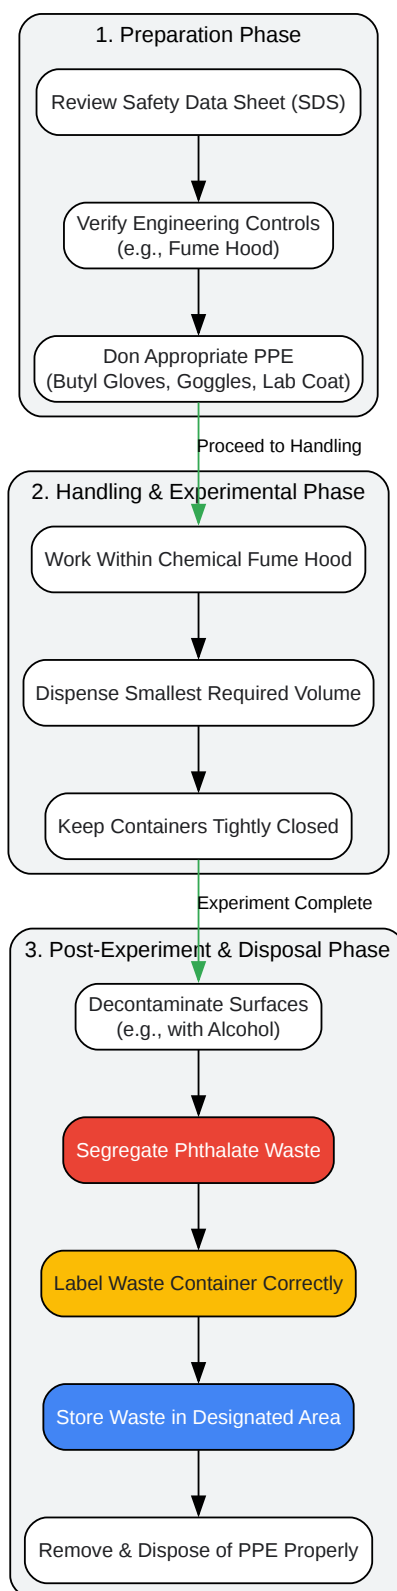 1. Preparation Phase
Review Safety Data Sheet (SDS)
Verify Engineering Controls
(e.g., Fume Hood)
Don Appropriate PPE
(Butyl Gloves, Goggles, Lab Coat)
Proceed to Handling
2. Handling & Experimental Phase
Work Within Chemical Fume Hood
Dispense Smallest Required Volume
Keep Containers Tightly Closed
Experiment Complete
3. Post-Experiment & Disposal Phase
Decontaminate Surfaces
(e.g., with Alcohol)
Segregate Phthalate Waste
Label Waste Container Correctly
Store Waste in Designated Area
Remove & Dispose of PPE Properly